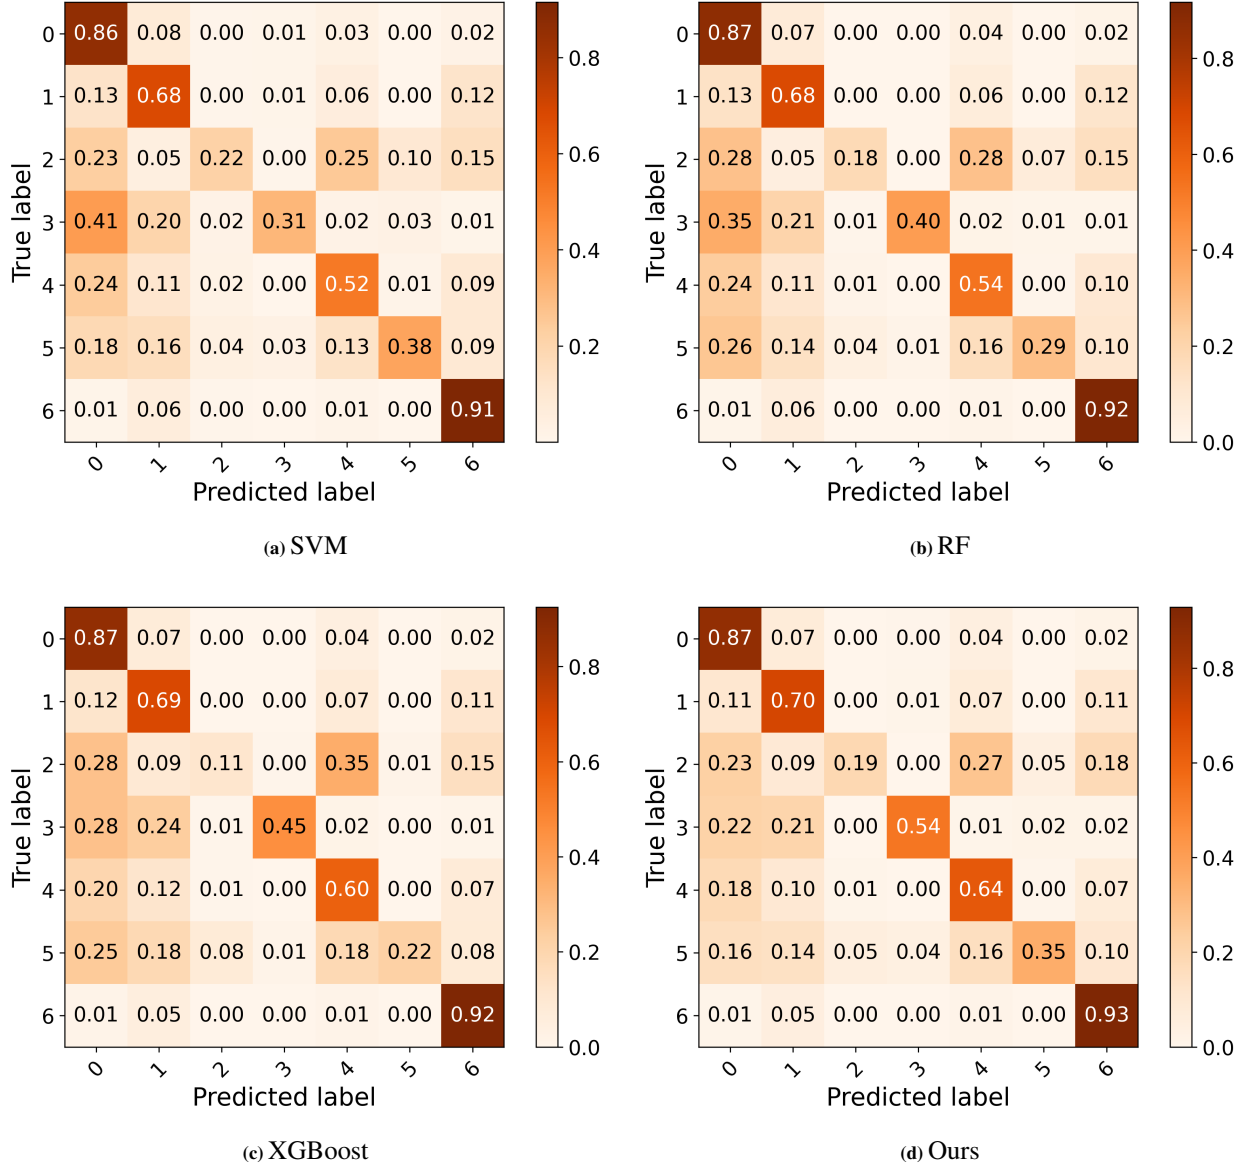 0 0.86 0.08 0.00 0.01 0.03 0.00 0.02
1 0.13 0.68 0.00 0.01 0.06 0.00 0.12
2 0.23 0.05 0.22 0.00 0.25 0.10 0.15
3 0.41 0.20 0.02 0.31 0.02 0.03 0.01
4 0.24 0.11 0.02 0.00 0.52 0.01 0.09
5 0.18 0.16 0.04 0.03 0.13 0.38 0.09
6 0.01 0.06 0.00 0.00 0.01 0.00 0.91
0 1 2 3 4 5 6
True label
Predicted label
0.8
0.6
0.4
0.2
(a) SVM
0 0.87 0.07 0.00 0.00 0.04 0.00 0.02
1 0.13 0.68 0.00 0.00 0.06 0.00 0.12
2 0.28 0.05 0.18 0.00 0.28 0.07 0.15
3 0.35 0.21 0.01 0.40 0.02 0.01 0.01
4 0.24 0.11 0.01 0.00 0.54 0.00 0.10
5 0.26 0.14 0.04 0.01 0.16 0.29 0.10
6 0.01 0.06 0.00 0.00 0.01 0.00 0.92
0 1 2 3 4 5 6
True label
Predicted label
0.8
0.6
0.4
0.2
0.0
(b) RF
0 0.87 0.07 0.00 0.00 0.04 0.00 0.02
1 0.12 0.69 0.00 0.00 0.07 0.00 0.11
2 0.28 0.09 0.11 0.00 0.35 0.01 0.15
3 0.28 0.24 0.01 0.45 0.02 0.00 0.01
4 0.20 0.12 0.01 0.00 0.60 0.00 0.07
5 0.25 0.18 0.08 0.01 0.18 0.22 0.08
6 0.01 0.05 0.00 0.00 0.01 0.00 0.92
0 1 2 3 4 5 6
True label
Predicted label
0.8
0.6
0.4
0.2
0.0
(c) XGBoost
0 0.87 0.07 0.00 0.00 0.04 0.00 0.02
1 0.11 0.70 0.00 0.01 0.07 0.00 0.11
2 0.23 0.09 0.19 0.00 0.27 0.05 0.18
3 0.22 0.21 0.00 0.54 0.01 0.02 0.02
4 0.18 0.10 0.01 0.00 0.64 0.00 0.07
5 0.16 0.14 0.05 0.04 0.16 0.35 0.10
6 0.01 0.05 0.00 0.00 0.01 0.00 0.93
0 1 2 3 4 5 6
True label
Predicted label
0.8
0.6
0.4
0.2
0.0
(d) Ours